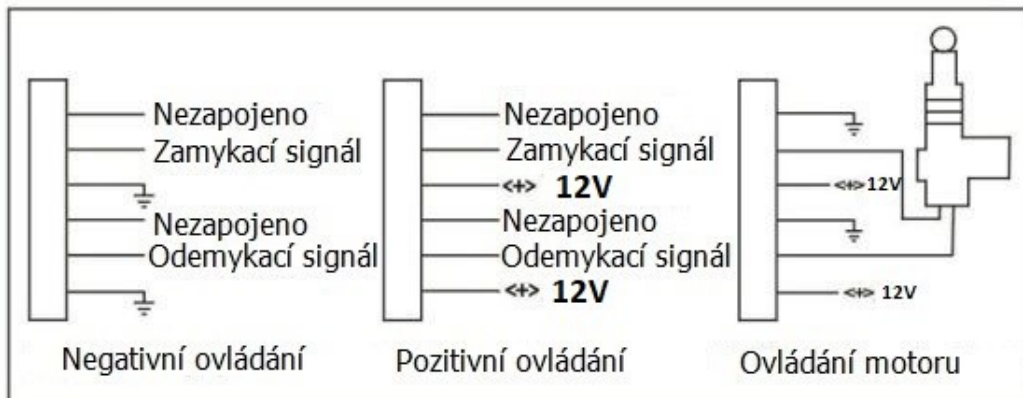 Nezapojeno
Zamykací signál
Nezapojeno
Odemykací signál
Negativní ovládání
Nezapojeno
Zamykací signál
<+> 12V
Nezapojeno
Odemykací signál
<+> 12V
Pozitivní ovládání
<+> 12V
<+> 12V
Ovládání motoru